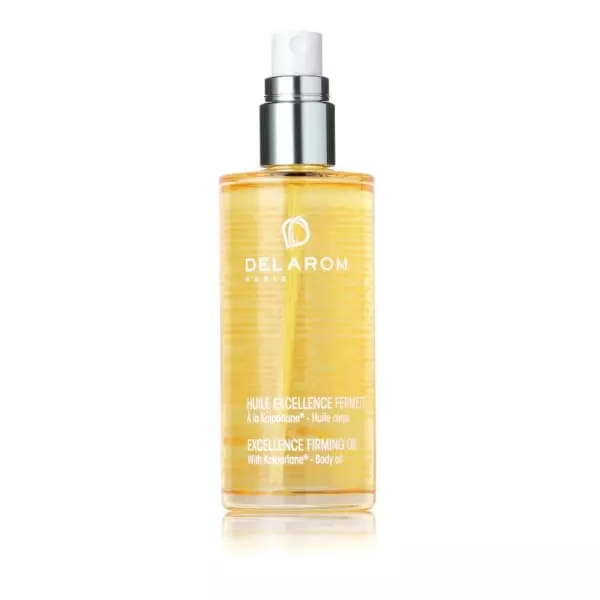 DELAROM
PARIS
HUILE EXCELLENCE FERMETÉ
À la Kalpariane® - Huile corps
EXCELLENCE FIRMING OIL
With Kalpariane® - Body oil